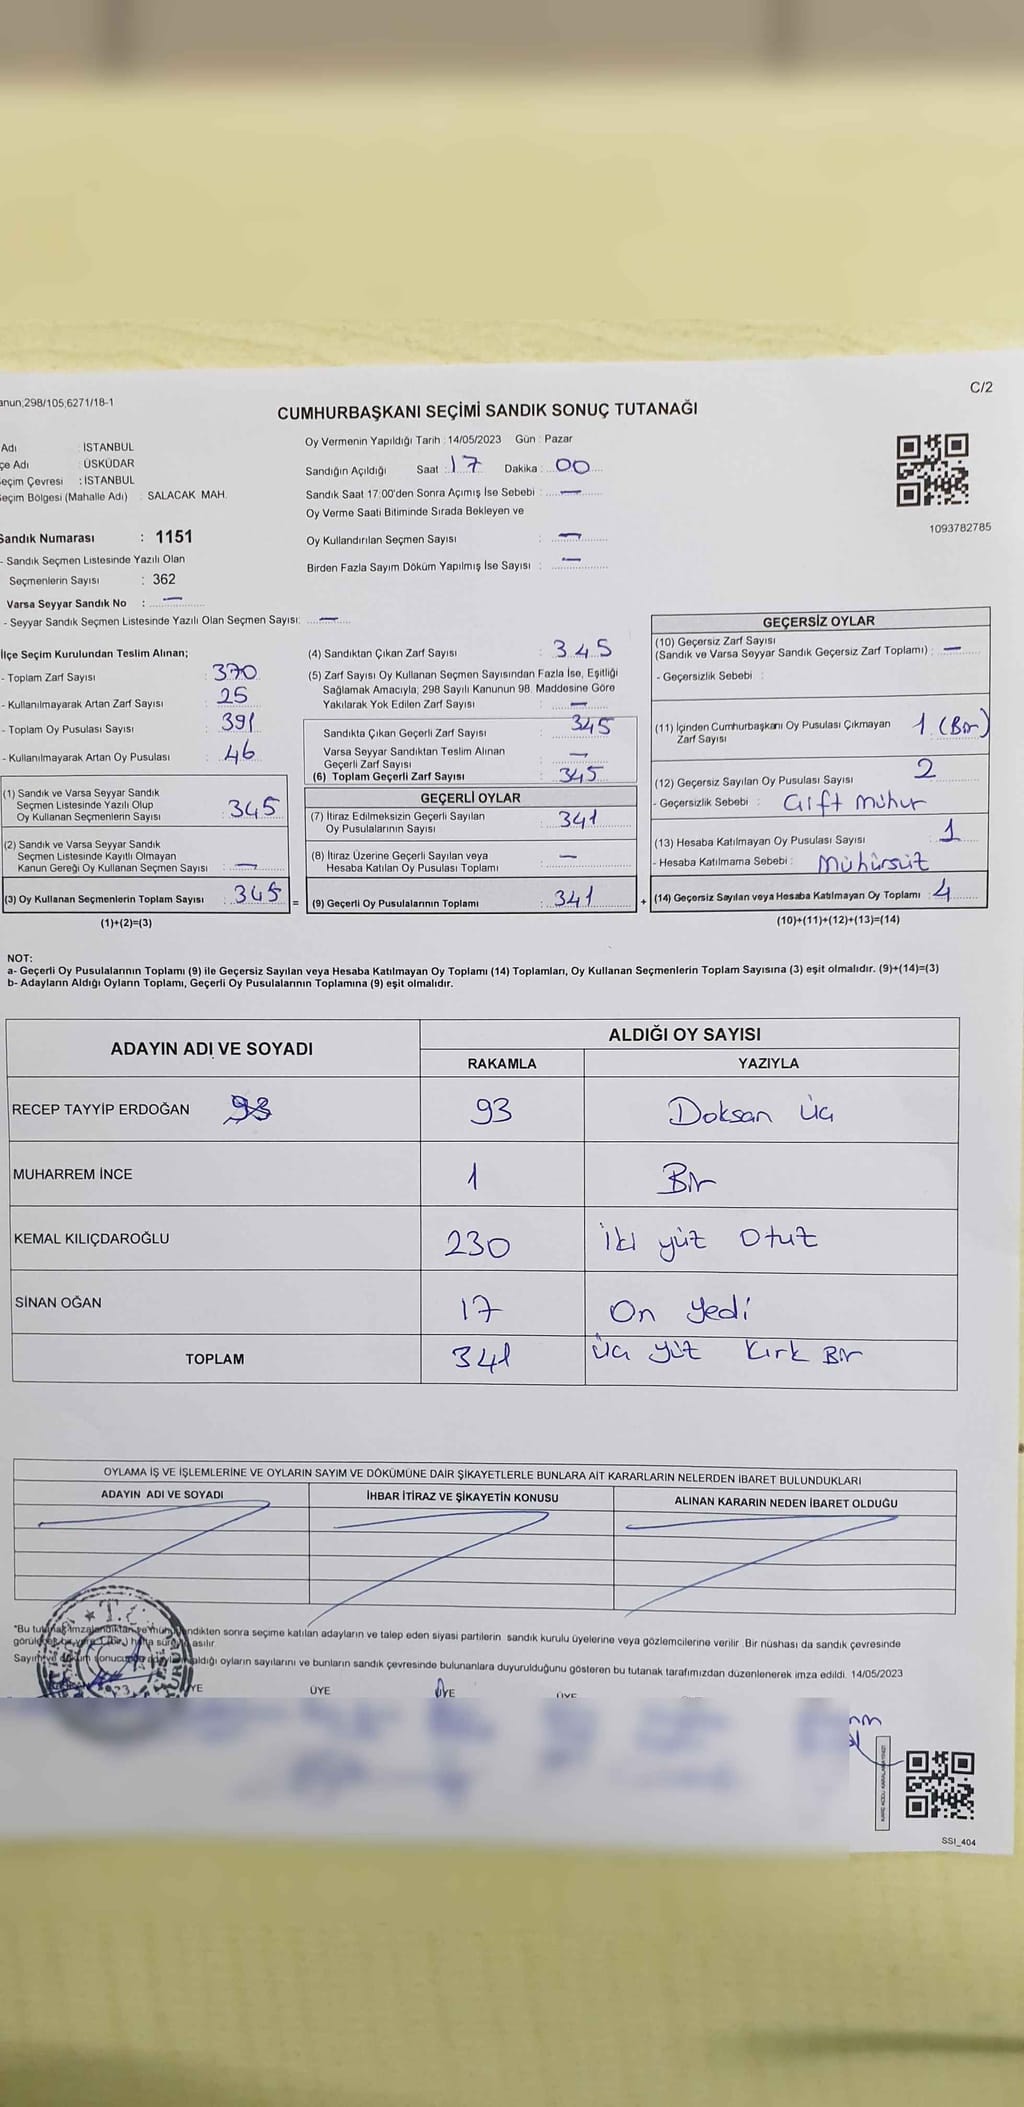 anun;298/105,6271/18-1
C/2
CUMHURBAŞKANI SEÇİMİ SANDIK SONUÇ TUTANAĞI
Adı : İSTANBUL
çe Adı : ÜSKÜDAR
eçim Çevresi : İSTANBUL
eçim Bölgesi (Mahalle Adı) : SALACAK MAH.
Oy Vermenin Yapıldığı Tarih : 14/05/2023 Gün : Pazar
Sandığın Açıldığı Saat : 17 Dakika : 00
Sandık Saat 17:00'den Sonra Açımış İse Sebebi : —
Oy Verme Saati Bitiminde Sırada Bekleyen ve
Oy Kullandırılan Seçmen Sayısı : —
Birden Fazla Sayım Döküm Yapılmış İse Sayısı : —
1093782785
Sandık Numarası : 1151
- Sandık Seçmen Listesinde Yazılı Olan
Seçmenlerin Sayısı : 362
Varsa Seyyar Sandık No : —
- Seyyar Sandık Seçmen Listesinde Yazılı Olan Seçmen Sayısı: —
İlçe Seçim Kurulundan Teslim Alınan;
- Toplam Zarf Sayısı : 370
- Kullanılmayarak Artan Zarf Sayısı : 25
- Toplam Oy Pusulası Sayısı : 391
- Kullanılmayarak Artan Oy Pusulası : 46
(1) Sandık ve Varsa Seyyar Sandık
Seçmen Listesinde Yazılı Olup
Oy Kullanan Seçmenlerin Sayısı : 345
(2) Sandık ve Varsa Seyyar Sandık
Seçmen Listesinde Kayıtlı Olmayan
Kanun Gereği Oy Kullanan Seçmen Sayısı : —
(3) Oy Kullanan Seçmenlerin Toplam Sayısı : 345 =
(1)+(2)=(3)
(4) Sandıktan Çıkan Zarf Sayısı : 345
(5) Zarf Sayısı Oy Kullanan Seçmen Sayısından Fazla İse, Eşitliği
Sağlamak Amacıyla, 298 Sayılı Kanunun 98. Maddesine Göre
Yakılarak Yok Edilen Zarf Sayısı : —
Sandıkta Çıkan Geçerli Zarf Sayısı : 345
Varsa Seyyar Sandıktan Teslim Alınan
Geçerli Zarf Sayısı : —
(6) Toplam Geçerli Zarf Sayısı : 345
GEÇERLİ OYLAR
(7) İtiraz Edilmeksizin Geçerli Sayılan
Oy Pusulalarının Sayısı : 341
(8) İtiraz Üzerine Geçerli Sayılan veya
Hesaba Katılan Oy Pusulası Toplamı : —
(9) Geçerli Oy Pusulalarının Toplamı : 341 +
GEÇERSİZ OYLAR
(10) Geçersiz Zarf Sayısı
(Sandık ve Varsa Seyyar Sandık Geçersiz Zarf Toplamı) : —
- Geçersizlik Sebebi :
(11) İçinden Cumhurbaşkanı Oy Pusulası Çıkmayan
Zarf Sayısı 1 (Bir)
(12) Geçersiz Sayılan Oy Pusulası Sayısı : 2
- Geçersizlik Sebebi : Çift mühür
(13) Hesaba Katılmayan Oy Pusulası Sayısı : 1
- Hesaba Katılmama Sebebi : Mühürsüz
(14) Geçersiz Sayılan veya Hesaba Katılmayan Oy Toplamı : 4
(10)+(11)+(12)+(13)=(14)
NOT:
a- Geçerli Oy Pusulalarının Toplamı (9) ile Geçersiz Sayılan veya Hesaba Katılmayan Oy Toplamı (14) Toplamları, Oy Kullanan Seçmenlerin Toplam Sayısına (3) eşit olmalıdır. (9)+(14)=(3)
b- Adayların Aldığı Oyların Toplamı, Geçerli Oy Pusulalarının Toplamına (9) eşit olmalıdır.
ADAYIN ADI VE SOYADI ALDIĞI OY SAYISI
RAKAMLA YAZIYLA
RECEP TAYYİP ERDOĞAN 93 93 Doksan Üç
MUHARREM İNCE 1 Bir
KEMAL KILIÇDAROĞLU 230 İki yüz Otuz
SİNAN OĞAN 17 On yedi
TOPLAM 341 Üç yüz Kırk Bir
OYLAMA İŞ VE İŞLEMLERİNE VE OYLARIN SAYIM VE DÖKÜMÜNE DAİR ŞİKAYETLERLE BUNLARA AİT KARARLARIN NELERDEN İBARET BULUNDUKLARI
ADAYIN ADI VE SOYADI İHBAR İTİRAZ VE ŞİKAYETİN KONUSU ALINAN KARARIN NEDEN İBARET OLDUĞU
*Bu tutanak imzalandıktan ve mühürlendikten sonra seçime katılan adayların ve talep eden siyasi partilerin sandık kurulu üyelerine veya gözlemcilerine verilir. Bir nüshası da sandık çevresinde
görülecek bir yere 1 (bir) hafta süreyle asılır.
Sayım ve döküm sonucunda adayların aldığı oyların sayılarını ve bunların sandık çevresinde bulunanlara duyurulduğunu gösteren bu tutanak tarafımızdan düzenlenerek imza edildi. 14/05/2023
ÜYE ÜYE ÜYE
SSI_404